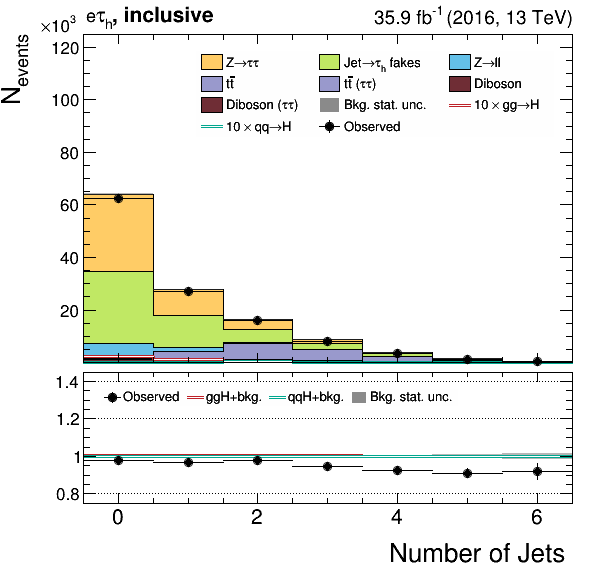 ×10³ eτₕ, inclusive 35.9 fb⁻¹ (2016, 13 TeV)
N_events
Z→ττ Jet→τₕ fakes Z→ll
tt̄ tt̄ (ττ) Diboson
Diboson (ττ) Bkg. stat. unc. 10 × gg→H
10 × qq→H Observed
120
100
80
60
40
20
1.4
Observed ggH+bkg. qqH+bkg. Bkg. stat. unc.
1.2
1
0.8
0 2 4 6
Number of Jets